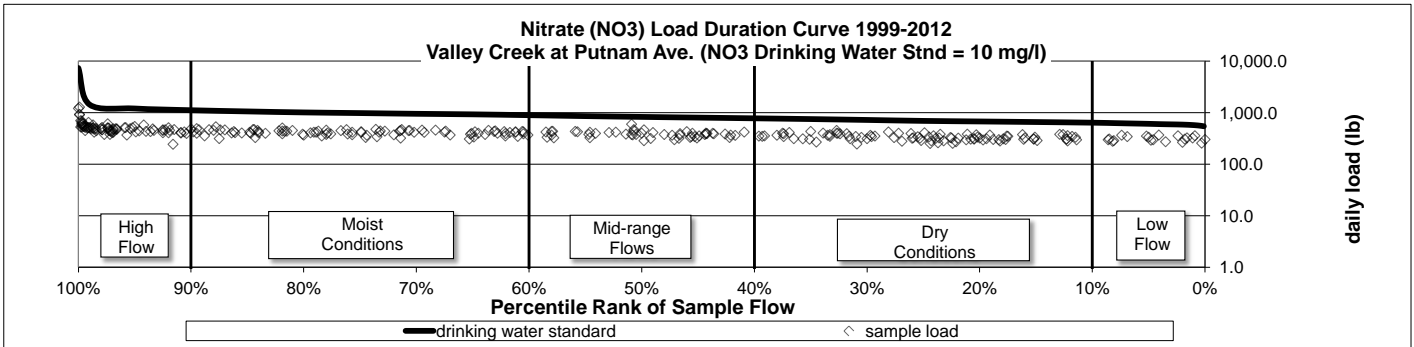 Nitrate (NO3) Load Duration Curve 1999-2012
Valley Creek at Putnam Ave. (NO3 Drinking Water Stnd = 10 mg/l)
10,000.0
1,000.0
100.0
10.0
1.0
daily load (lb)
High
Flow
Moist
Conditions
Mid-range
Flows
Dry
Conditions
Low
Flow
100% 90% 80% 70% 60% 50% 40% 30% 20% 10% 0%
Percentile Rank of Sample Flow
drinking water standard sample load